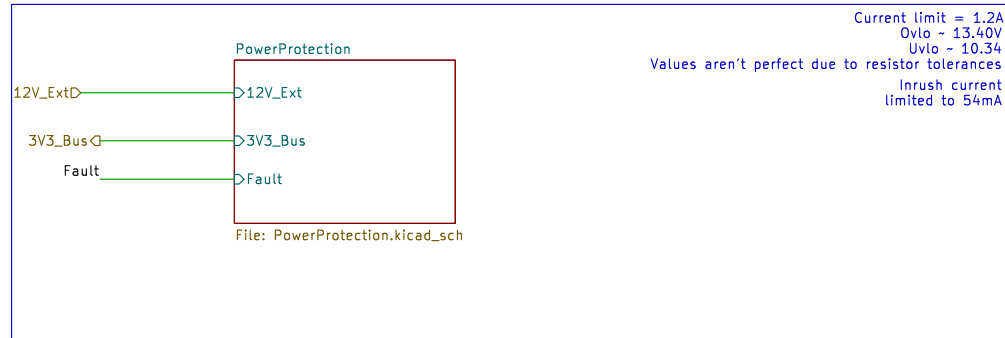 Current limit = 1.2A
Ovlo ~ 13.40V
Uvlo ~ 10.34
Values aren't perfect due to resistor tolerances
Inrush current
limited to 54mA
PowerProtection
12V_Ext
12V_Ext
3V3_Bus
3V3_Bus
Fault
Fault
File: PowerProtection.kicad_sch